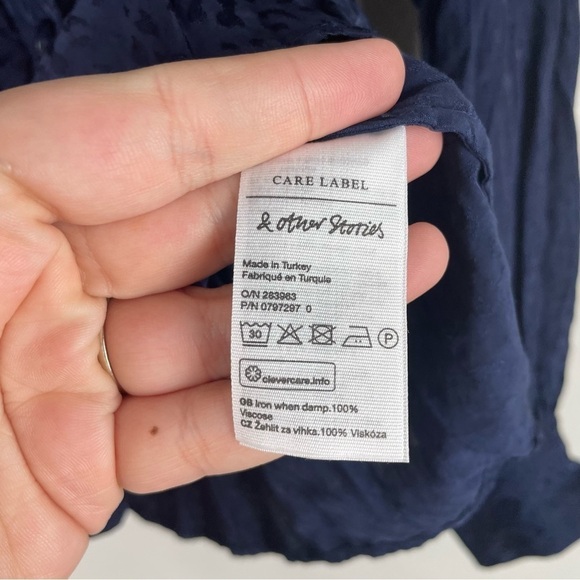 CARE LABEL
& other Stories
Made in Turkey
Fabriqué en Turquie
O/N 283963
P/N 0797297 0
30
P
clevercare.info
GB Iron when damp.100%
Viscose
CZ Žehlit za vlhka.100% Viskóza